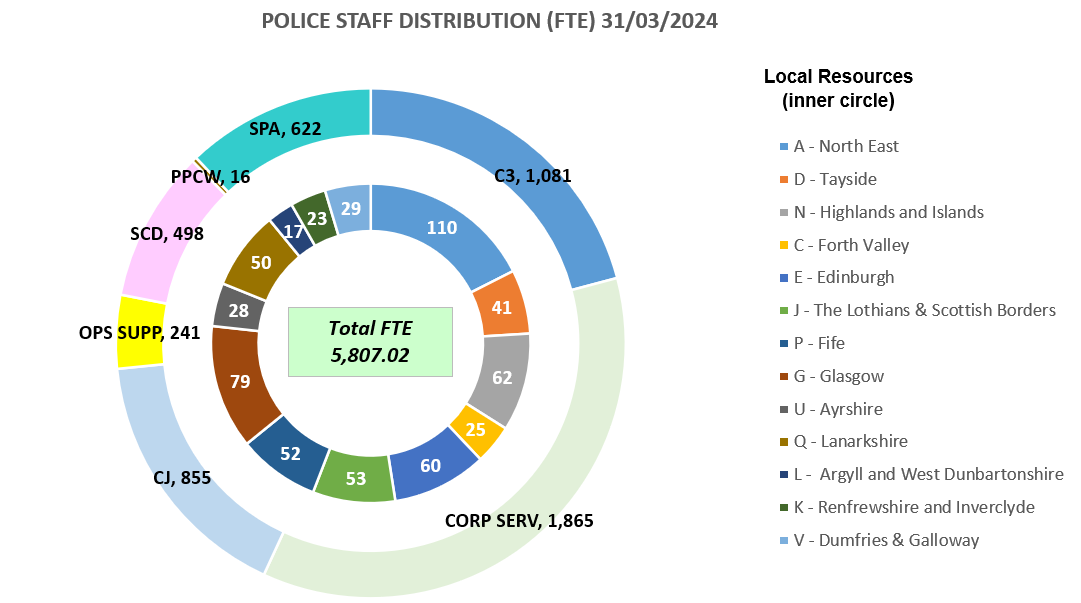 POLICE STAFF DISTRIBUTION (FTE) 31/03/2024
SPA, 622
C3, 1,081
PPCW, 16
SCD, 498
OPS SUPP, 241
CJ, 855
CORP SERV, 1,865
110
41
62
25
60
53
52
79
28
50
17
23
29
Total FTE
5,807.02
Local Resources
(inner circle)
A - North East
D - Tayside
N - Highlands and Islands
C - Forth Valley
E - Edinburgh
J - The Lothians & Scottish Borders
P - Fife
G - Glasgow
U - Ayrshire
Q - Lanarkshire
L -  Argyll and West Dunbartonshire
K - Renfrewshire and Inverclyde
V - Dumfries & Galloway